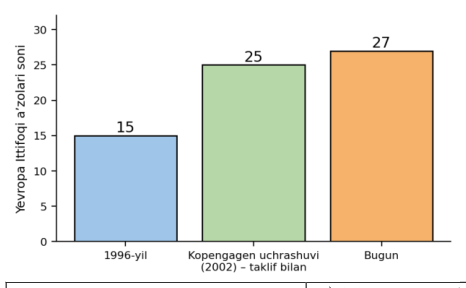 Yevropa Ittifoqi a’zolari soni
30
25
20
15
10
5
0
15
25
27
1996-yil
Kopengagen uchrashuvi
(2002) – taklif bilan
Bugun